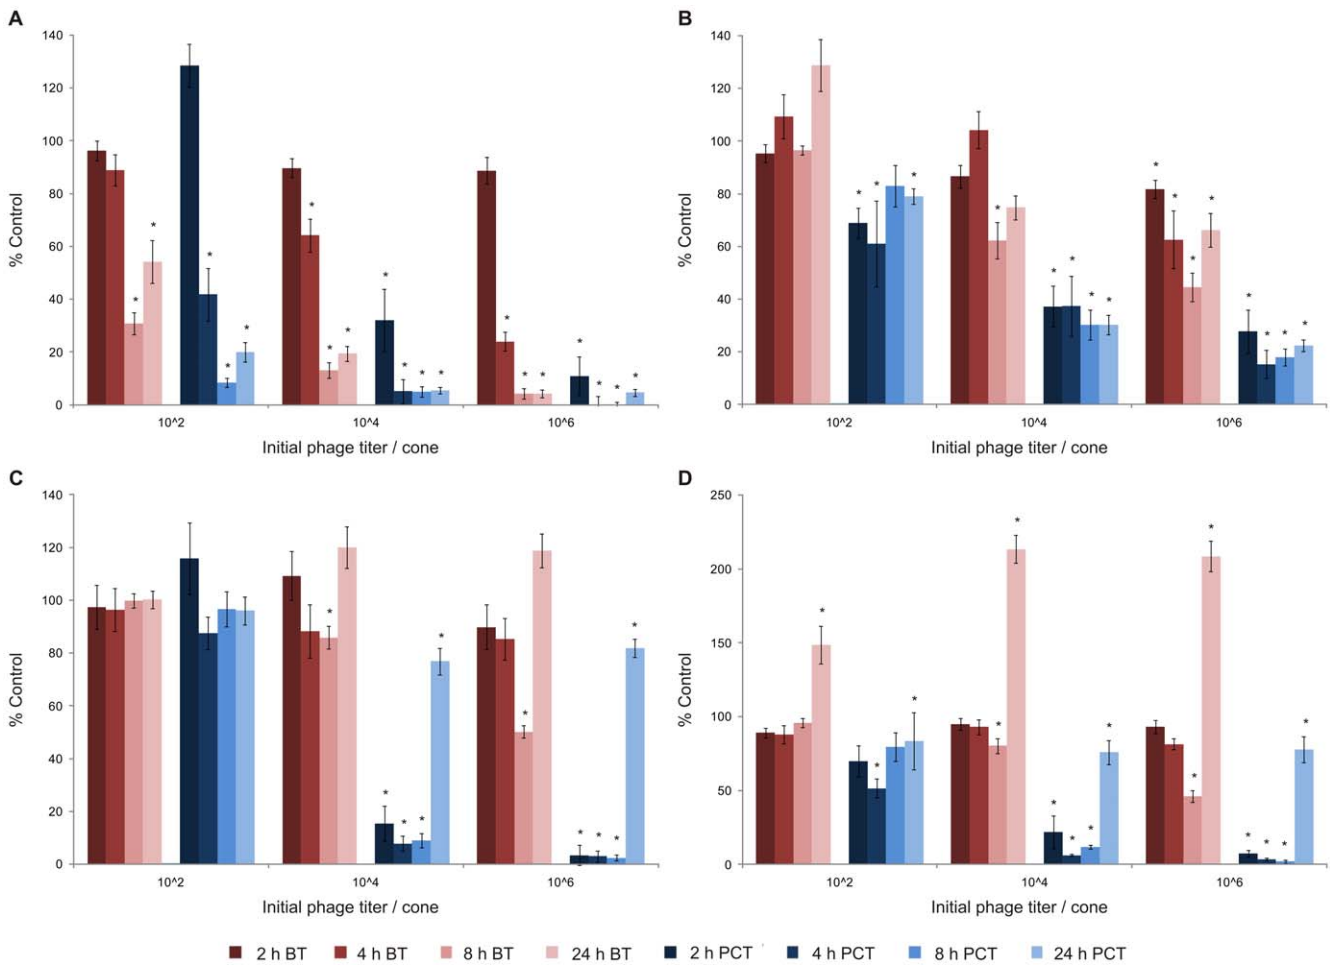 A
140
120
100
80
60
40
20
0
% Control
* * * * *
* * * * * * * *
* * * * * * *
10^2 10^4 10^6
Initial phage titer / cone
B
140
120
100
80
60
40
20
0
% Control
* * *
* * * * *
* * * * * * * *
10^2 10^4 10^6
Initial phage titer / cone
C
140
120
100
80
60
40
20
0
% Control
* * * * *
* * * * *
10^2 10^4 10^6
Initial phage titer / cone
D
250
200
150
100
50
0
% Control
* * *
* * * * * *
* * * * * *
10^2 10^4 10^6
Initial phage titer / cone
2 h BT 4 h BT 8 h BT 24 h BT 2 h PCT 4 h PCT 8 h PCT 24 h PCT